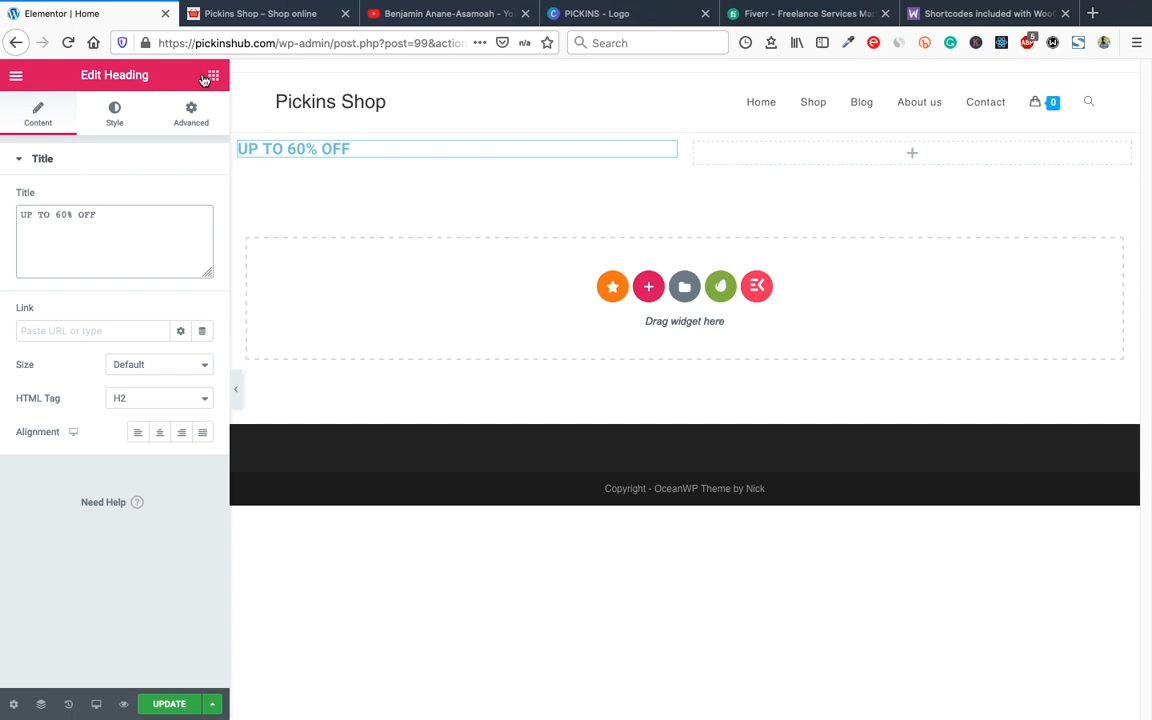 Elementor | Home
Pickins Shop – Shop online
Benjamin Anane-Asamoah - Yo
PICKINS - Logo
Fiverr - Freelance Services Mar
Shortcodes included with Woo
https://pickinshub.com/wp-admin/post.php?post=99&action
n/a
Search
5
Edit Heading
Content
Style
Advanced
Title
Title
UP TO 60% OFF
Link
Paste URL or type
Size
Default
HTML Tag
H2
Alignment
Need Help
UPDATE
Pickins Shop
Home
Shop
Blog
About us
Contact
0
UP TO 60% OFF
Drag widget here
Copyright - OceanWP Theme by Nick